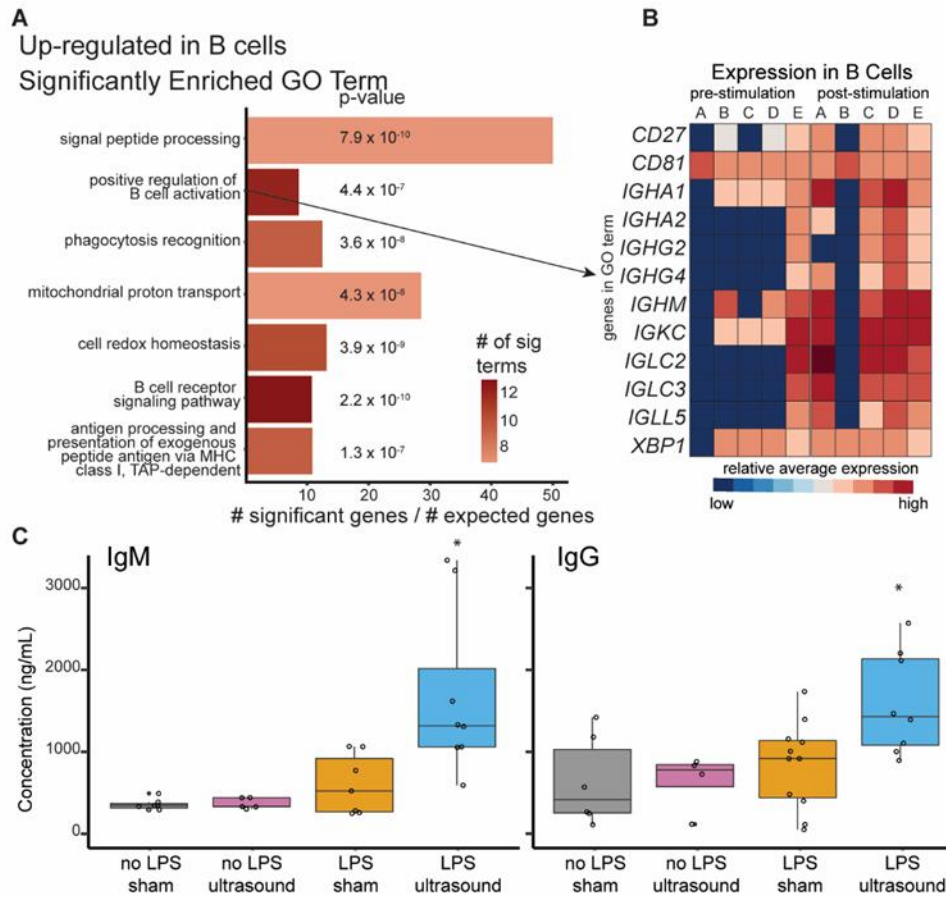 A
Up-regulated in B cells
Significantly Enriched GO Term
p-value
signal peptide processing
7.9 x 10-10
positive regulation of
B cell activation
4.4 x 10-7
phagocytosis recognition
3.6 x 10-8
mitochondrial proton transport
4.3 x 10-8
cell redox homeostasis
3.9 x 10-9
B cell receptor
signaling pathway
2.2 x 10-10
antigen processing and
presentation of exogenous
peptide antigen via MHC
class I, TAP-dependent
1.3 x 10-7
# of sig
terms
12
10
8
10
20
30
40
50
# significant genes / # expected genes
B
Expression in B Cells
pre-stimulation
post-stimulation
A B C D E A B C D E
genes in GO term
CD27
CD81
IGHA1
IGHA2
IGHG2
IGHG4
IGHM
IGKC
IGLC2
IGLC3
IGLL5
XBP1
relative average expression
low
high
C
IgM
*
IgG
*
Concentration (ng/mL)
3000
2000
1000
0
no LPS
sham
no LPS
ultrasound
LPS
sham
LPS
ultrasound
no LPS
sham
no LPS
ultrasound
LPS
sham
LPS
ultrasound